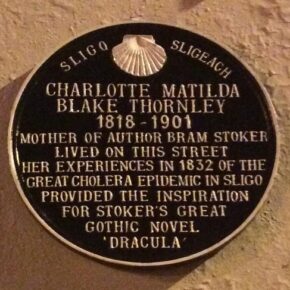 SLIGO SLIGEACH
CHARLOTTE MATILDA
BLAKE THORNLEY
1818-1901
MOTHER OF AUTHOR BRAM STOKER
LIVED ON THIS STREET
HER EXPERIENCES IN 1832 OF THE
GREAT CHOLERA EPIDEMIC IN SLIGO
PROVIDED THE INSPIRATION
FOR STOKER'S GREAT
GOTHIC NOVEL
'DRACULA'